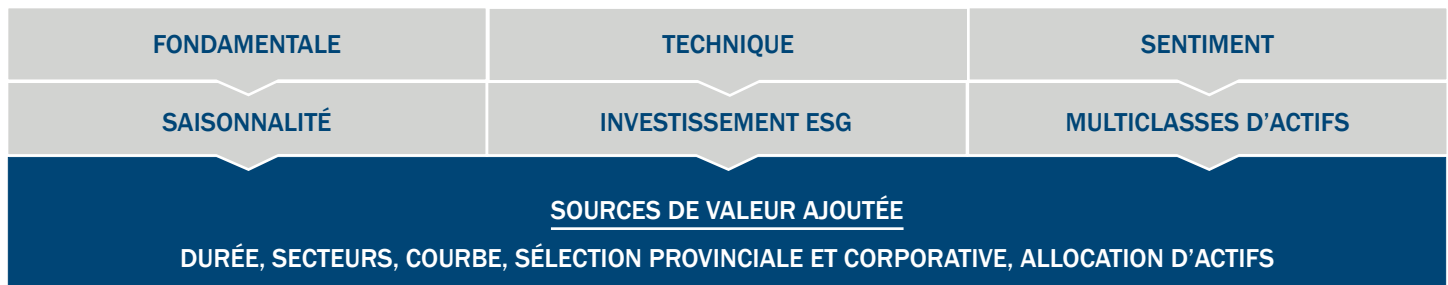 FONDAMENTALE
TECHNIQUE
SENTIMENT
SAISONNALITÉ
INVESTISSEMENT ESG
MULTICLASSES D’ACTIFS
SOURCES DE VALEUR AJOUTÉE
DURÉE, SECTEURS, COURBE, SÉLECTION PROVINCIALE ET CORPORATIVE, ALLOCATION D’ACTIFS